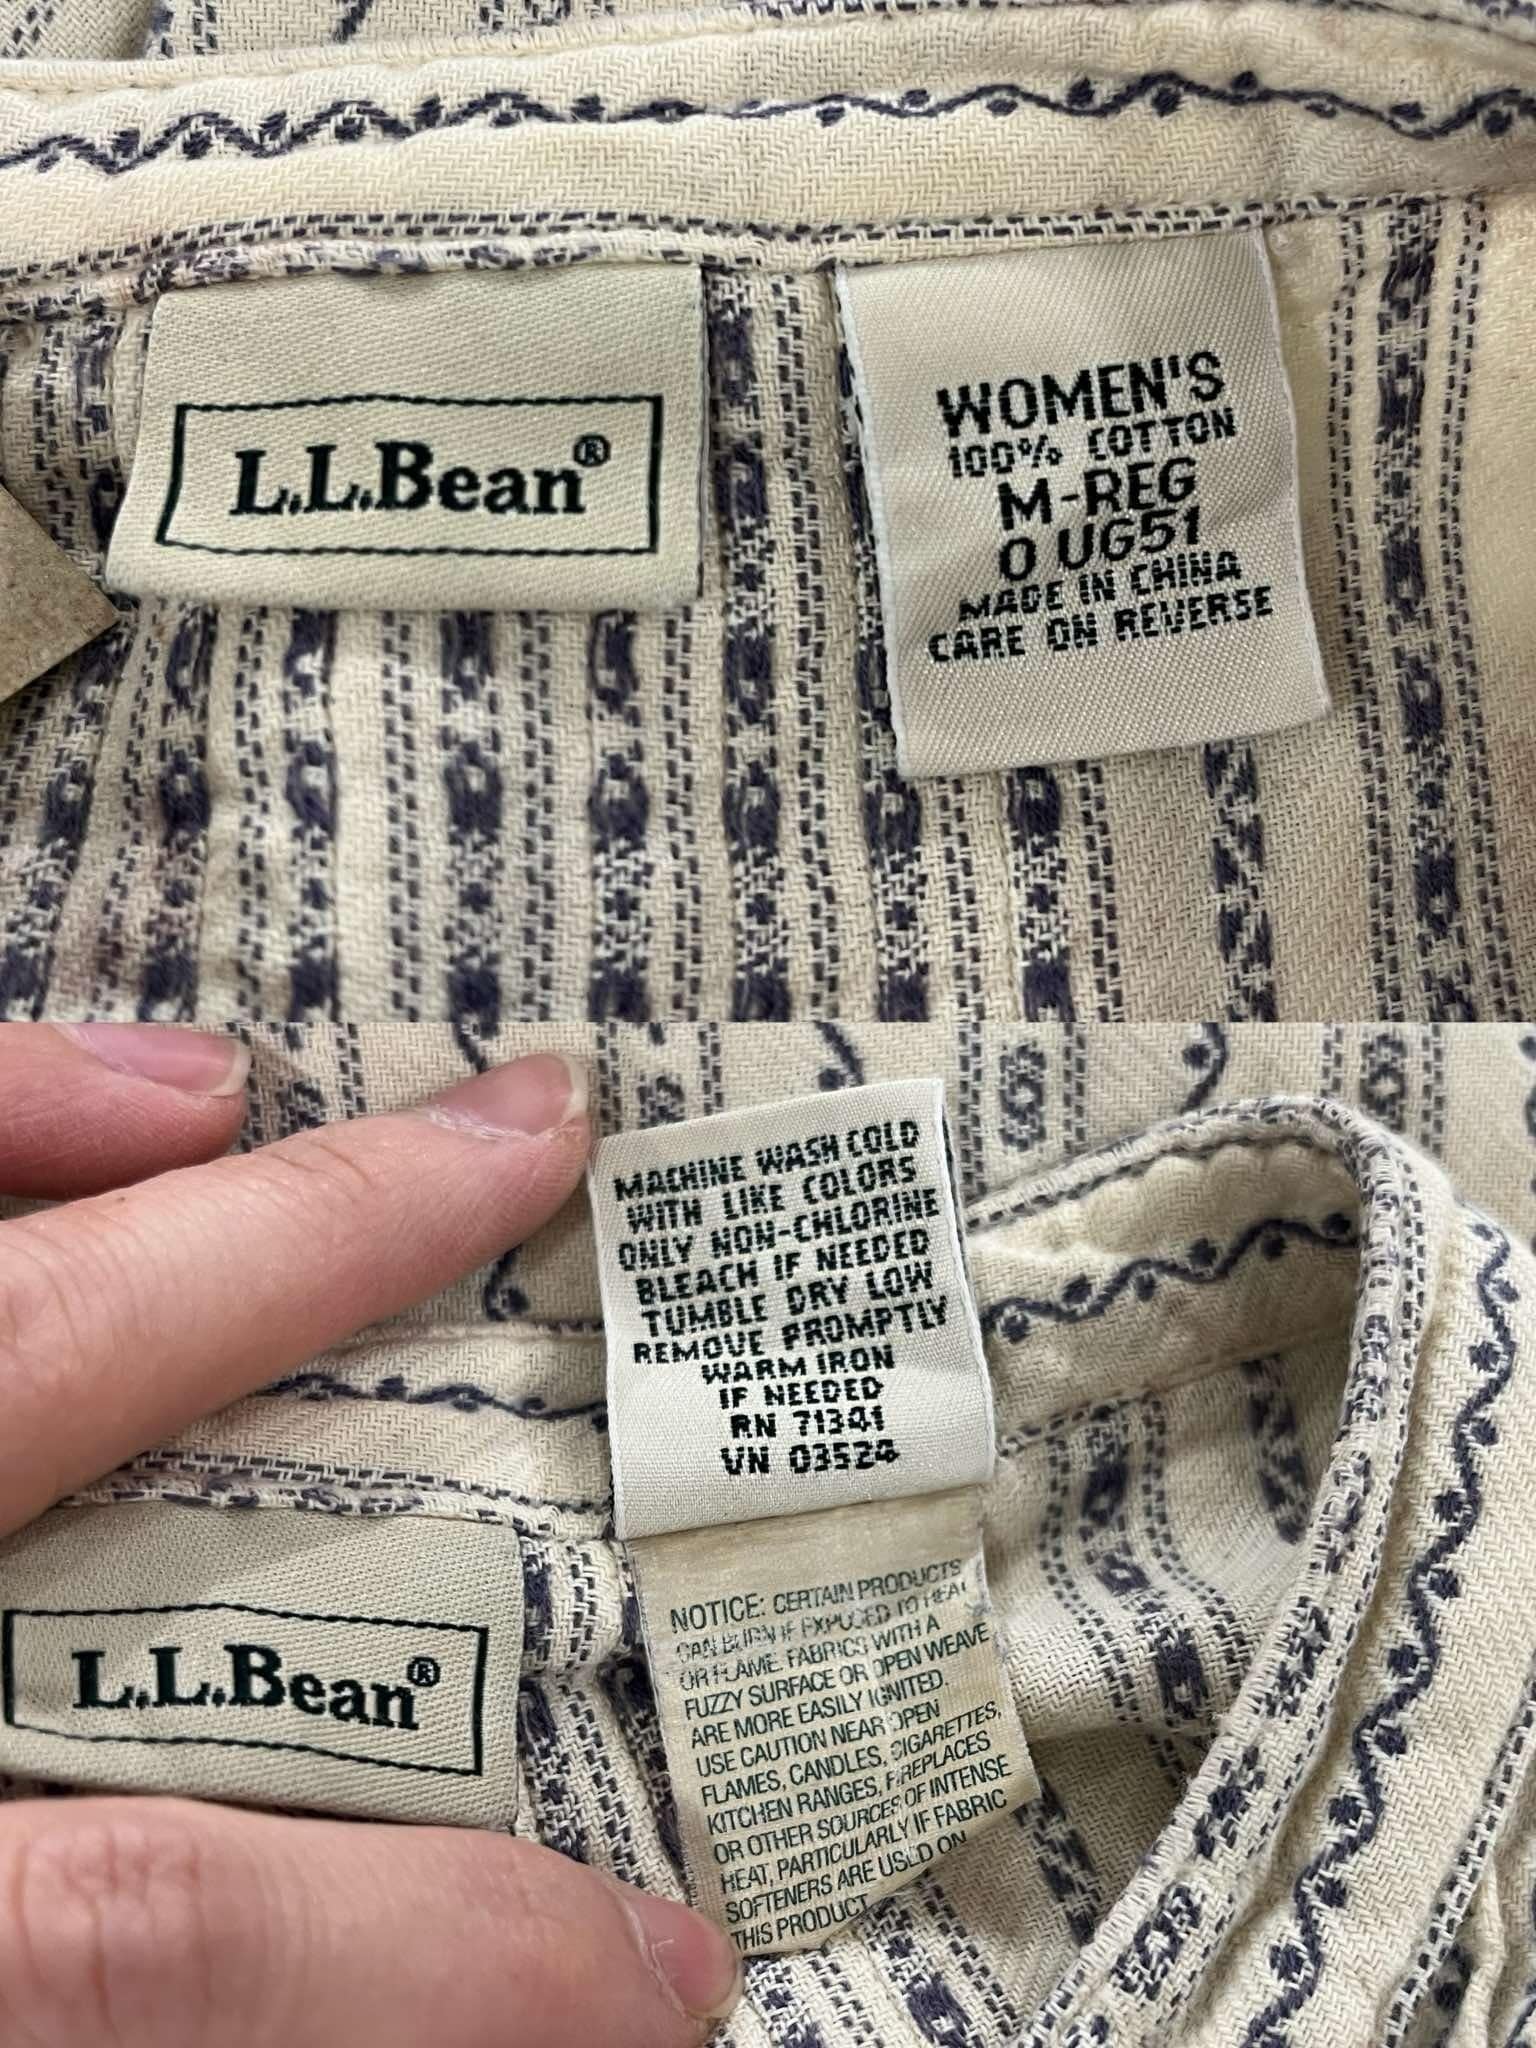 L.L.Bean®
WOMEN'S
100% COTTON
M-REG
0 UG51
MADE IN CHINA
CARE ON REVERSE
MACHINE WASH COLD
WITH LIKE COLORS
ONLY NON-CHLORINE
BLEACH IF NEEDED
TUMBLE DRY LOW
REMOVE PROMPTLY
WARM IRON
IF NEEDED
RN 71341
VN 03524
L.L.Bean®
NOTICE: CERTAIN PRODUCTS
CAN BURN IF EXPOSED TO HEAT
OR FLAME. FABRICS WITH A
FUZZY SURFACE OR OPEN WEAVE
ARE MORE EASILY IGNITED.
USE CAUTION NEAR OPEN
FLAMES, CANDLES, CIGARETTES,
KITCHEN RANGES, FIREPLACES
OR OTHER SOURCES OF INTENSE
HEAT, PARTICULARLY IF FABRIC
SOFTENERS ARE USED ON
THIS PRODUCT.